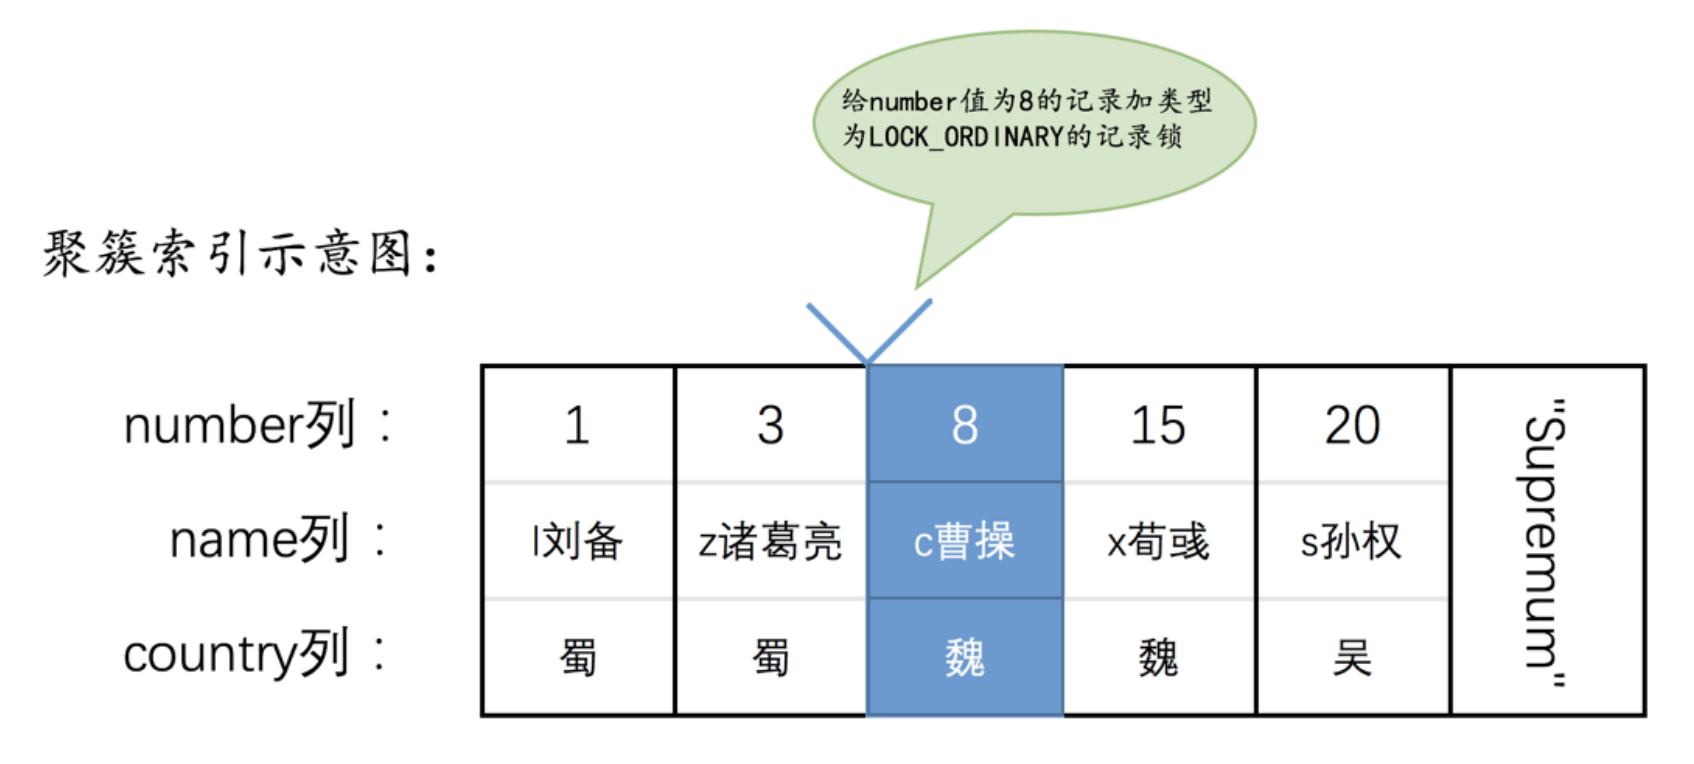 给number值为8的记录加类型
为LOCK_ORDINARY的记录锁
聚簇索引示意图：
number列： 1 3 8 15 20 "Supremum"
name列： l刘备 z诸葛亮 c曹操 x荀彧 s孙权
country列： 蜀 蜀 魏 魏 吴